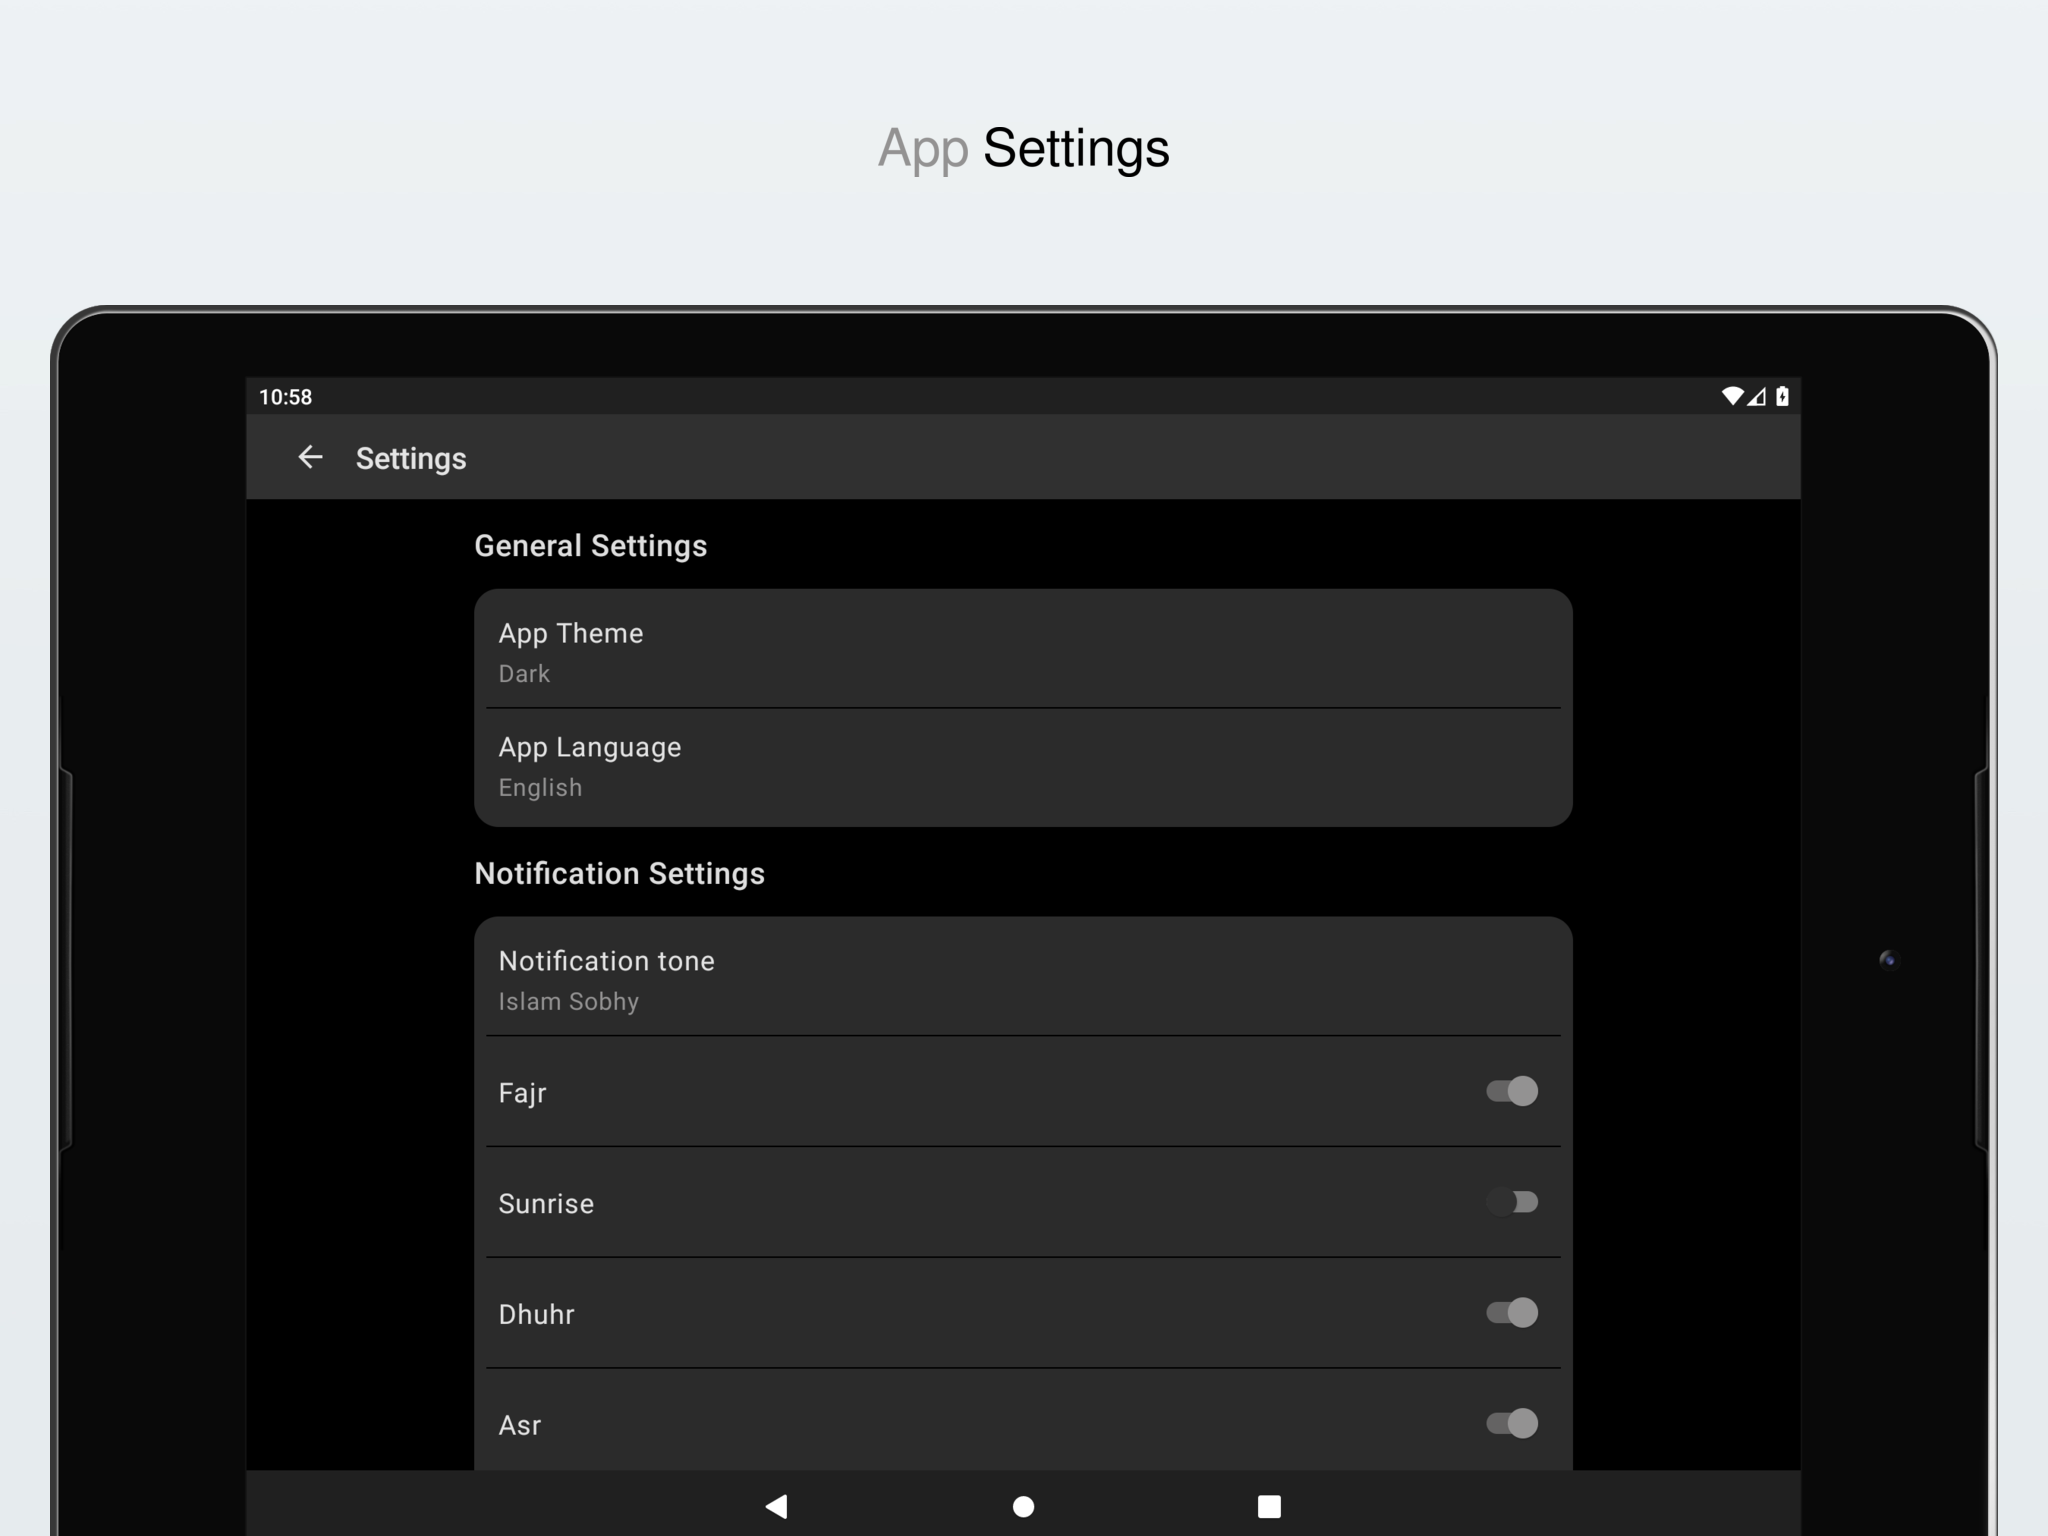 App Settings
10:58
Settings
General Settings
App Theme
Dark
App Language
English
Notification Settings
Notification tone
Islam Sobhy
Fajr
Sunrise
Dhuhr
Asr